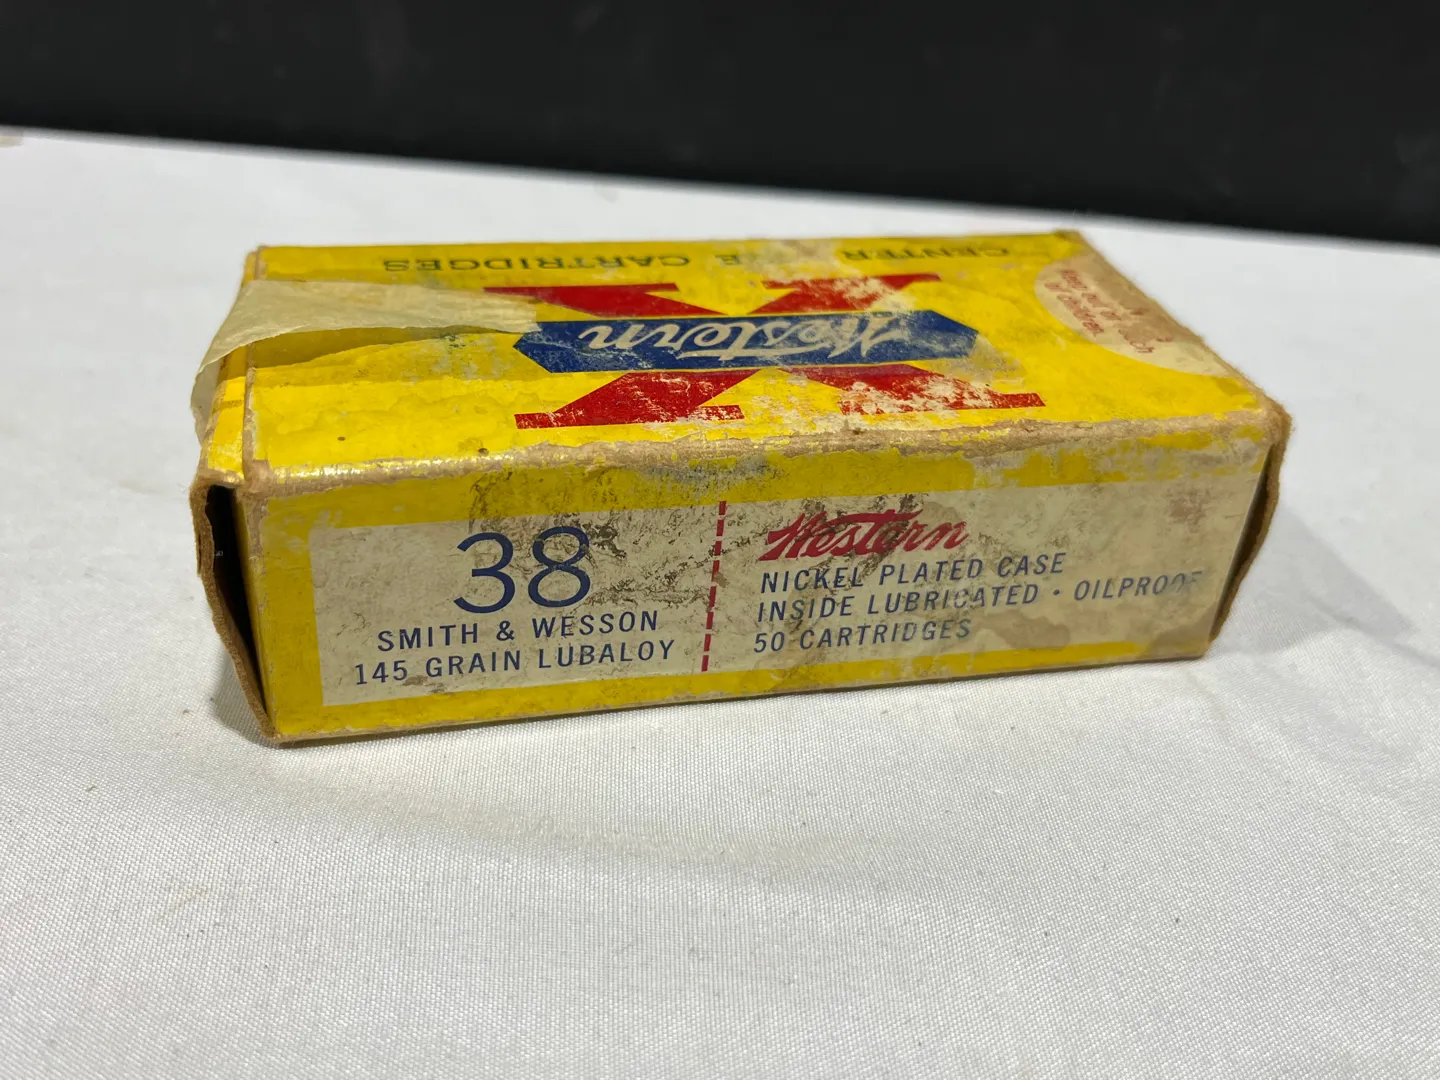 CENTER CARTRIDGES
Western
38
SMITH & WESSON
145 GRAIN LUBALOY
Western
NICKEL PLATED CASE
INSIDE LUBRICATED • OILPROOF
50 CARTRIDGES